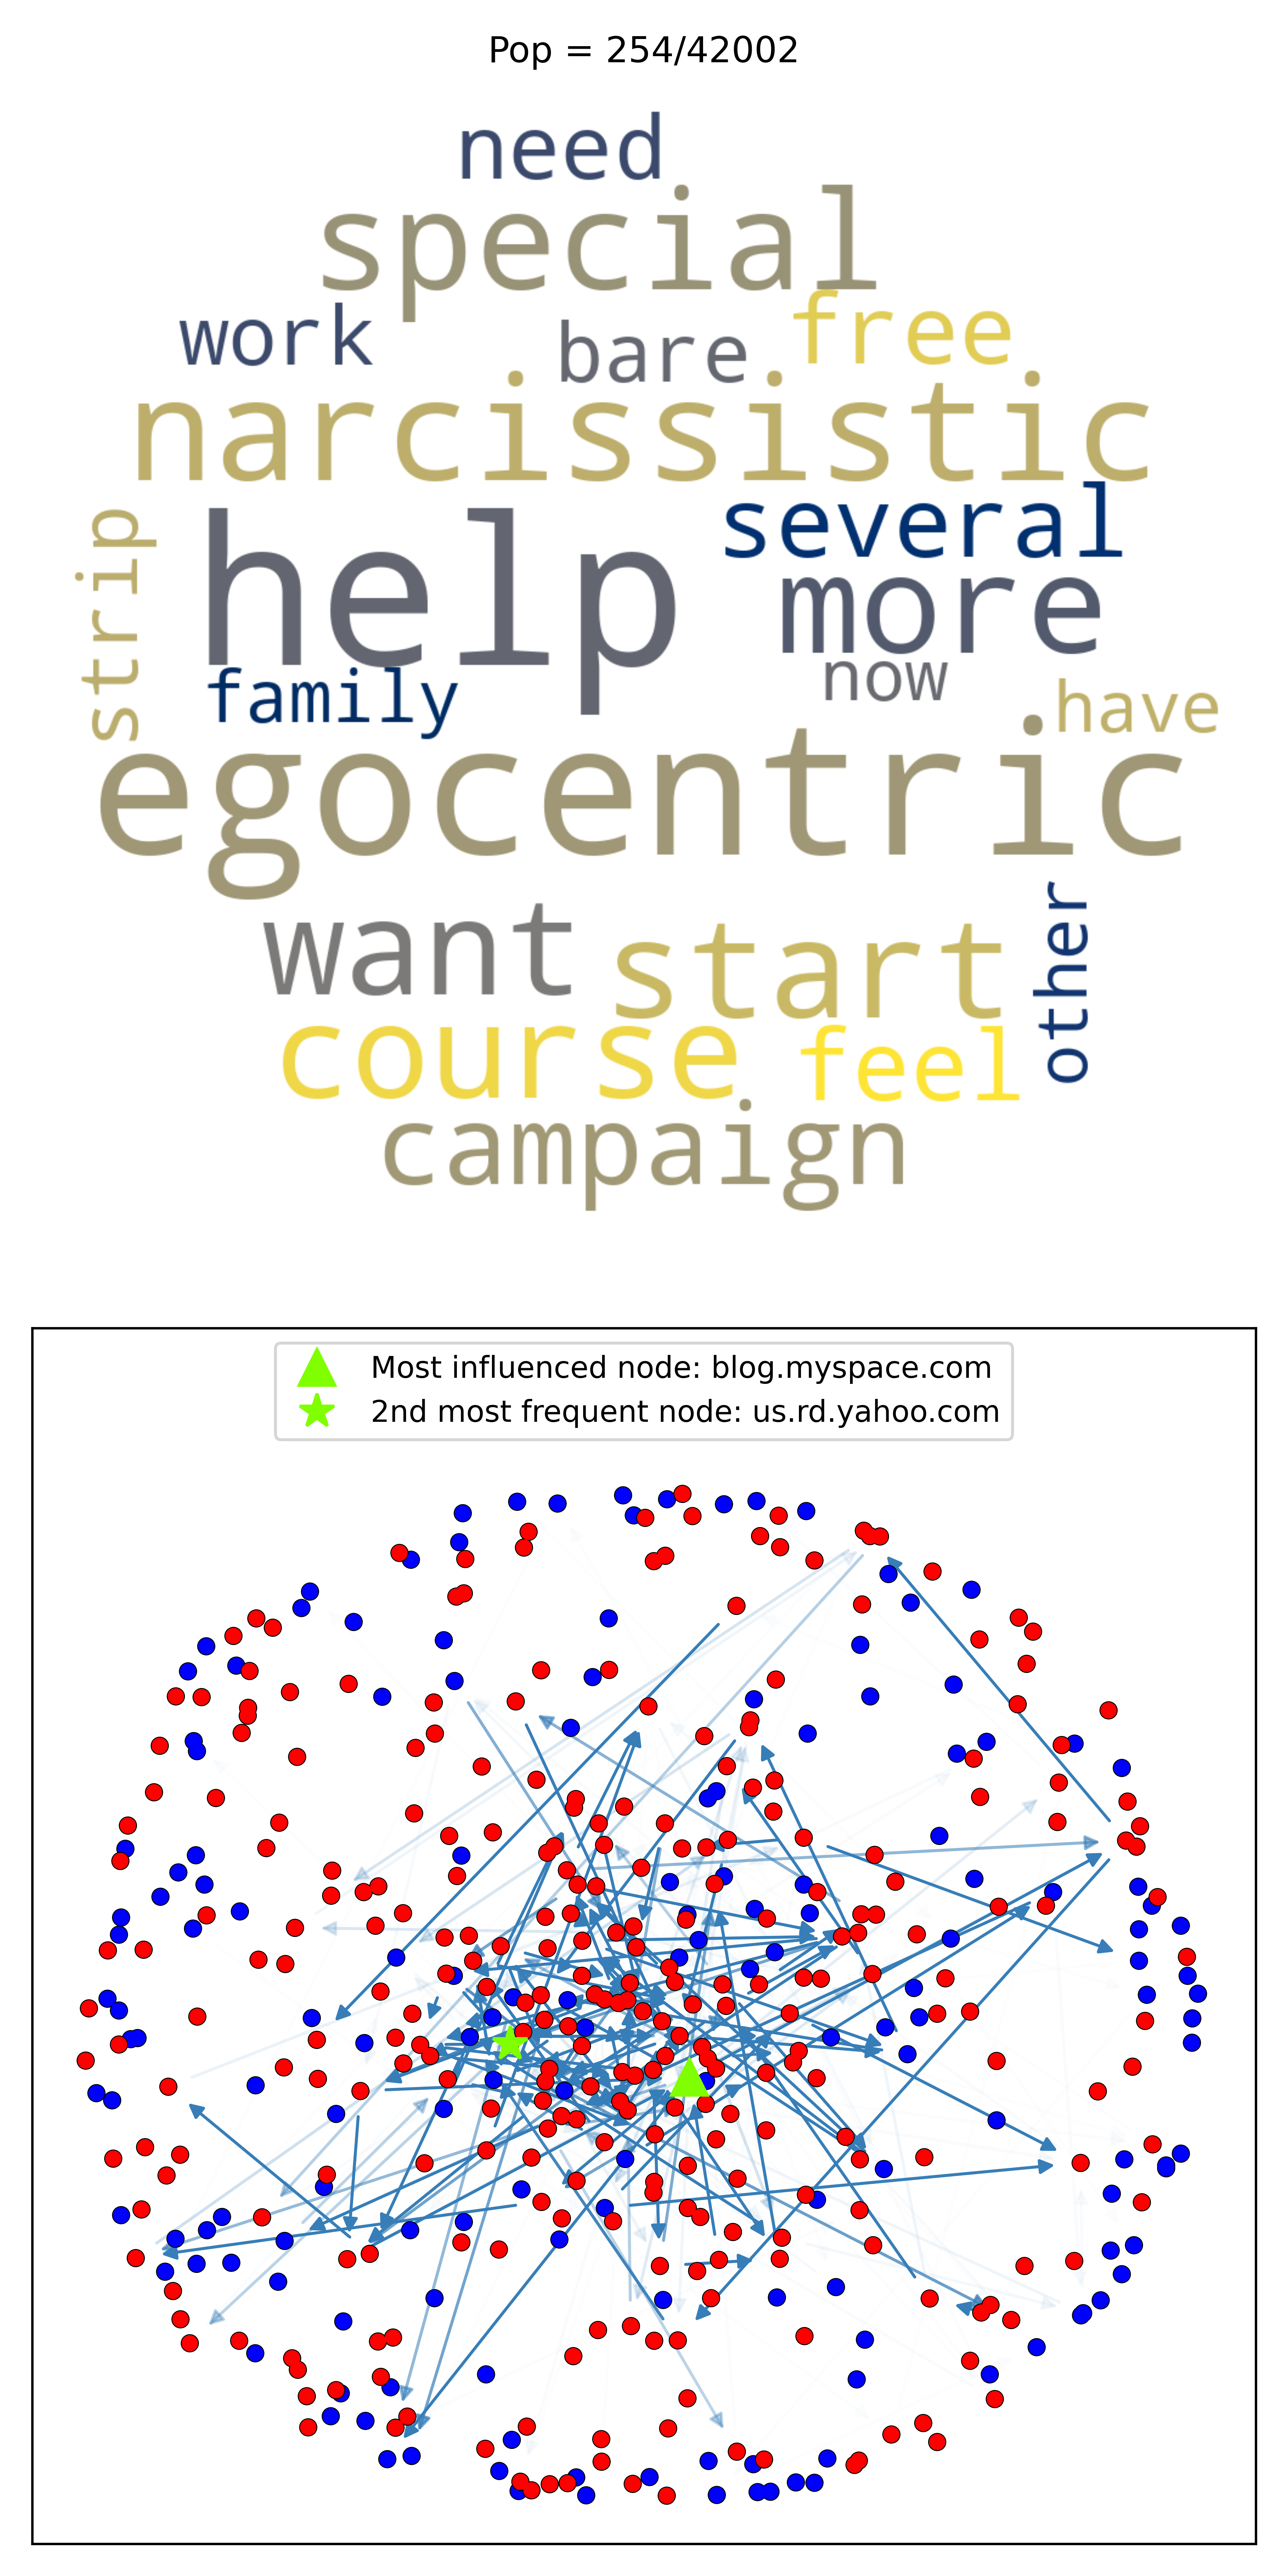 Pop = 254/42002
need
special
work
bare
free
narcissistic
strip
help
several
more
family
now
have
egocentric
want
start
other
course
feel
campaign
Most influenced node: blog.myspace.com
2nd most frequent node: us.rd.yahoo.com